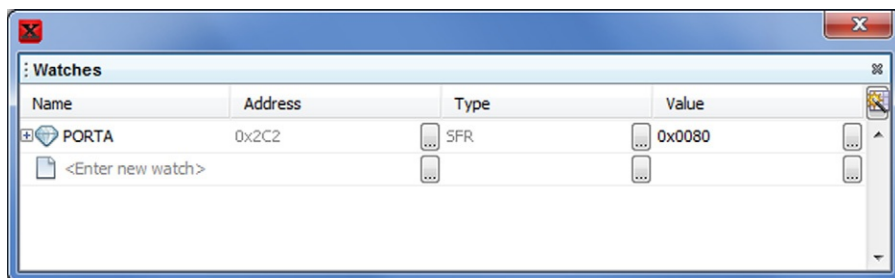 Watches
Name Address Type Value
PORTA 0x2C2 ... SFR ... 0x0080 ...
<Enter new watch> ... ... ...